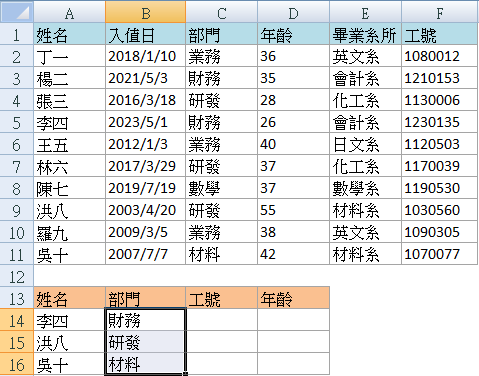 A B C D E F
1 姓名 入值日 部門 年齡 畢業系所 工號
2 丁一 2018/1/10 業務 36 英文系 1080012
3 楊二 2021/5/3 財務 35 會計系 1210153
4 張三 2016/3/18 研發 28 化工系 1130006
5 李四 2023/5/1 財務 26 會計系 1230135
6 王五 2012/1/3 業務 40 日文系 1120503
7 林六 2017/3/29 研發 37 化工系 1170039
8 陳七 2019/7/19 數學 37 數學系 1190530
9 洪八 2003/4/20 研發 55 材料系 1030560
10 羅九 2009/3/5 業務 38 英文系 1090305
11 吳十 2007/7/7 材料 42 材料系 1070077
12
13 姓名 部門 工號 年齡
14 李四 財務
15 洪八 研發
16 吳十 材料